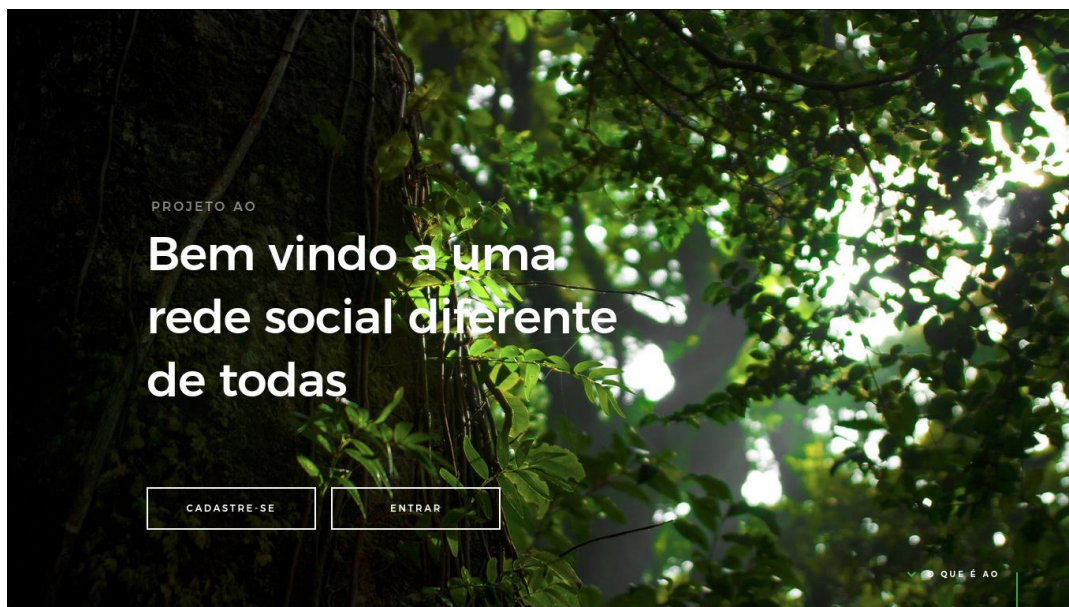 PROJETO AO
Bem vindo a uma
rede social diferente
de todas
CADASTRE-SE
ENTRAR
O QUE É AO